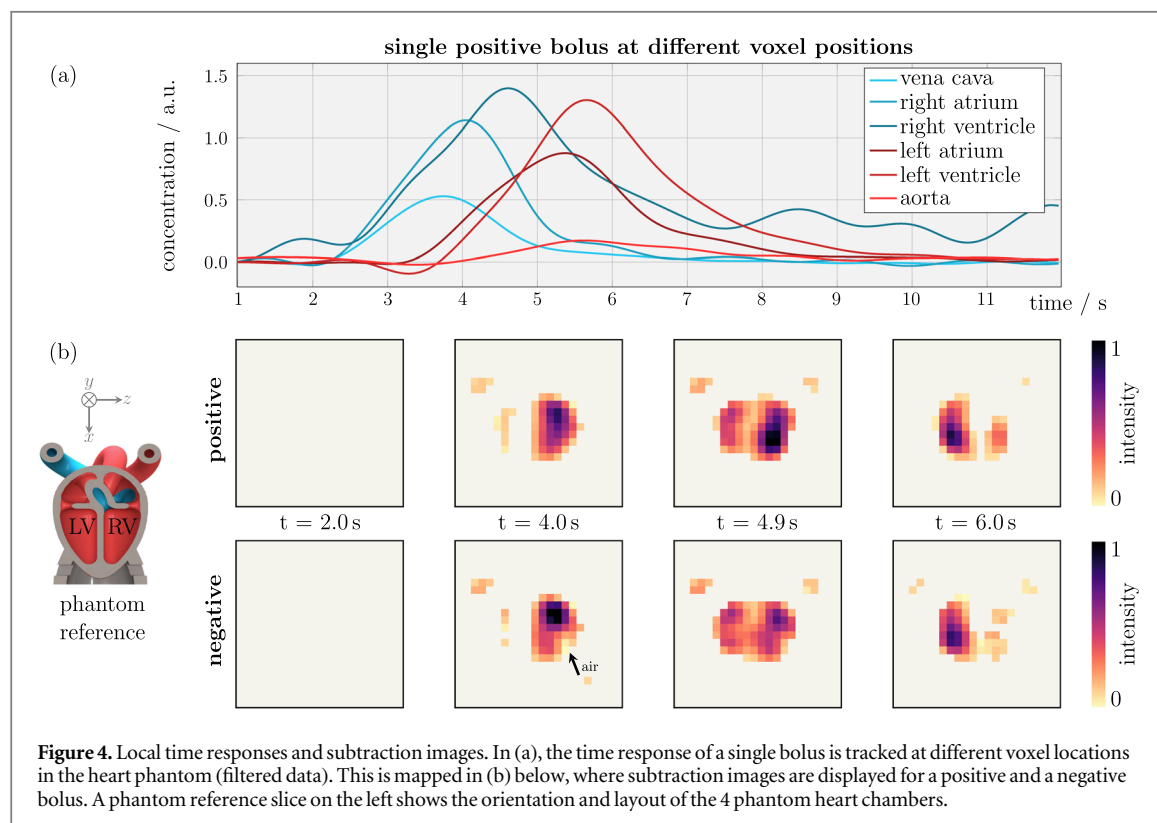 single positive bolus at different voxel positions
(a)
concentration / a.u.
1.5
1.0
0.5
0.0
vena cava
right atrium
right ventricle
left atrium
left ventricle
aorta
1 2 3 4 5 6 7 8 9 10 11
time / s
(b)
y
z
x
LV RV
phantom
reference
positive
1
intensity
0
t = 2.0 s t = 4.0 s t = 4.9 s t = 6.0 s
negative
air
1
intensity
0
Figure 4. Local time responses and subtraction images. In (a), the time response of a single bolus is tracked at different voxel locations
in the heart phantom (filtered data). This is mapped in (b) below, where subtraction images are displayed for a positive and a negative
bolus. A phantom reference slice on the left shows the orientation and layout of the 4 phantom heart chambers.